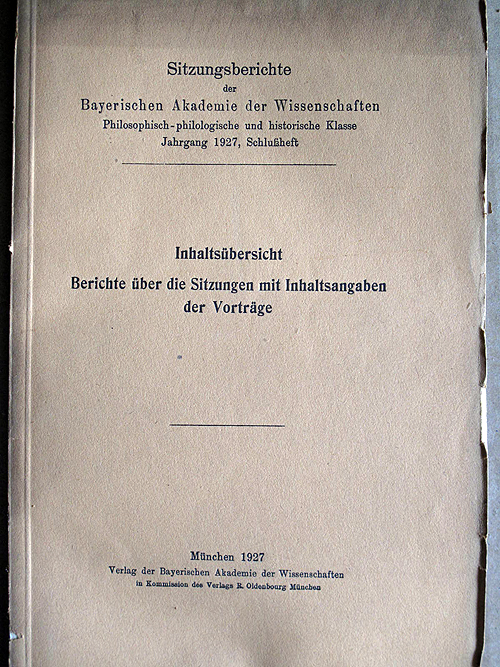 Sitzungsberichte
der
Bayerischen Akademie der Wissenschaften
Philosophisch-philologische und historische Klasse
Jahrgang 1927, Schlußheft
Inhaltsübersicht
Berichte über die Sitzungen mit Inhaltsangaben
der Vorträge
München 1927
Verlag der Bayerischen Akademie der Wissenschaften
in Kommission des Verlags R. Oldenbourg München